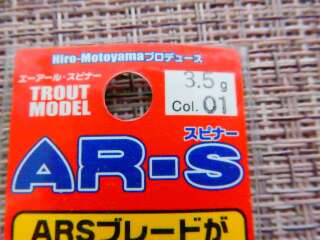 Hiro-Motoyamaプロデュース
エーアール・スピナー
TROUT
MODEL
3.5g
Col. 01
スピナー
AR-S
ARSブレードが